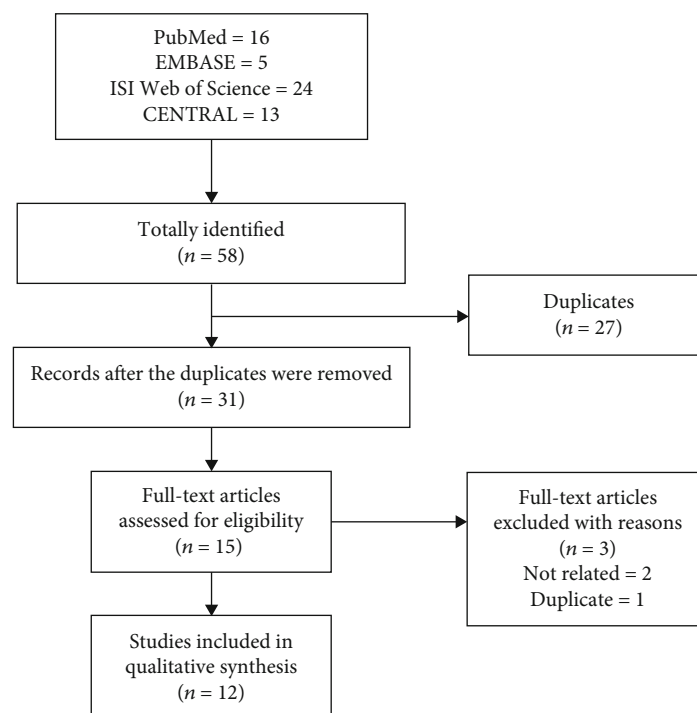 PubMed = 16
EMBASE = 5
ISI Web of Science = 24
CENTRAL = 13
Totally identified
(n = 58)
Duplicates
(n = 27)
Records after the duplicates were removed
(n = 31)
Full-text articles
assessed for eligibility
(n = 15)
Full-text articles
excluded with reasons
(n = 3)
Not related = 2
Duplicate = 1
Studies included in
qualitative synthesis
(n = 12)